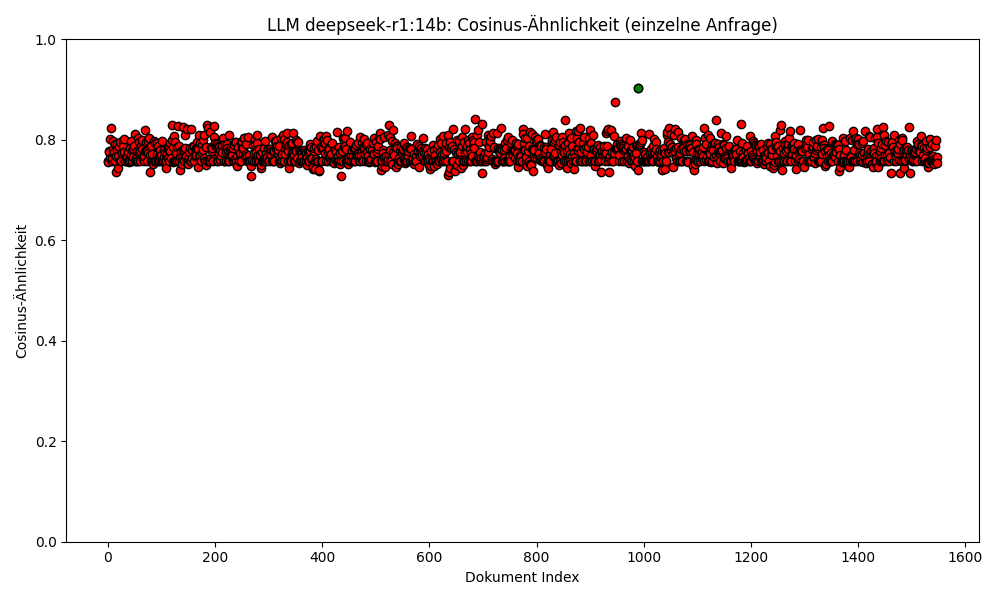 LLM deepseek-r1:14b: Cosinus-Ähnlichkeit (einzelne Anfrage)
1.0
0.8
0.6
0.4
0.2
0.0
Cosinus-Ähnlichkeit
0 200 400 600 800 1000 1200 1400 1600
Dokument Index